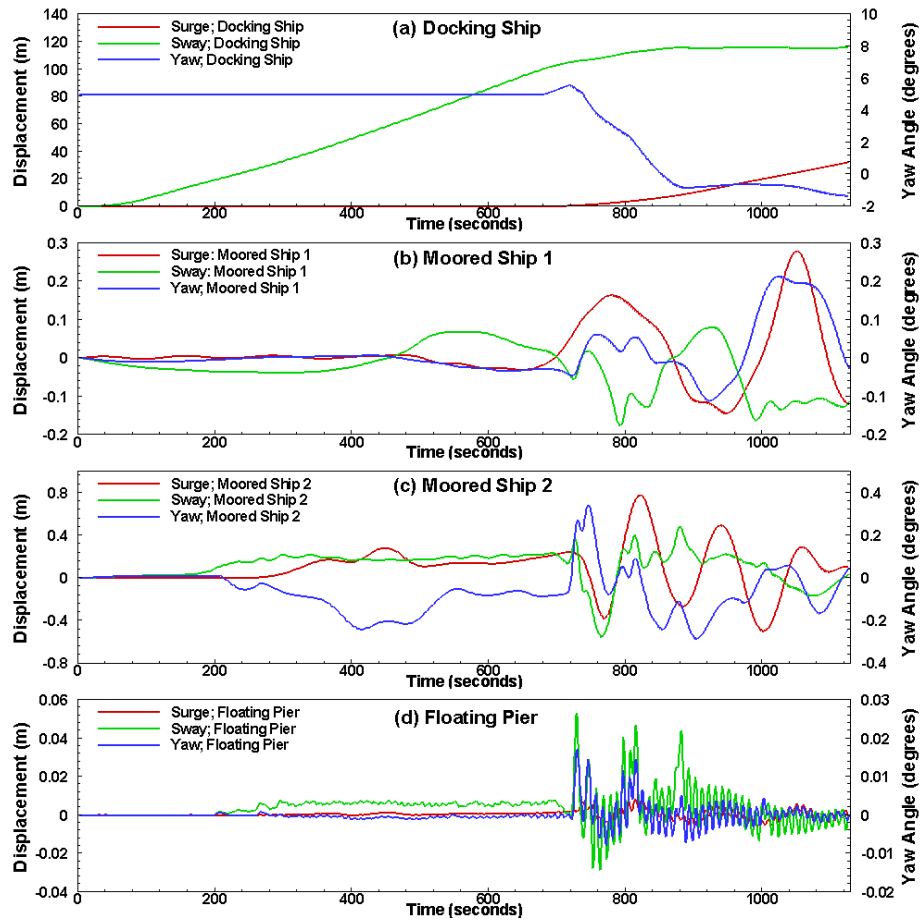 (a) Docking Ship
Surge; Docking Ship
Sway; Docking Ship
Yaw; Docking Ship
Displacement (m)
140
120
100
80
60
40
20
0
Yaw Angle (degrees)
10
8
6
4
2
0
-2
0 200 400 600 800 1000
Time (seconds)
(b) Moored Ship 1
Surge: Moored Ship 1
Sway: Moored Ship 1
Yaw; Moored Ship 1
Displacement (m)
0.3
0.2
0.1
0
-0.1
-0.2
Yaw Angle (degrees)
0.3
0.2
0.1
0
-0.1
-0.2
0 200 400 600 800 1000
Time (seconds)
(c) Moored Ship 2
Surge; Moored Ship 2
Sway; Moored Ship 2
Yaw; Moored Ship 2
Displacement (m)
0.8
0.4
0
-0.4
-0.8
Yaw Angle (degrees)
0.4
0.2
0
-0.2
-0.4
0 200 400 600 800 1000
Time (seconds)
(d) Floating Pier
Surge; Floating Pier
Sway; Floating Pier
Yaw; Floating Pier
Displacement (m)
0.06
0.04
0.02
0
-0.02
-0.04
Yaw Angle (degrees)
0.03
0.02
0.01
0
-0.01
0.02
0 200 400 600 800 1000
Time (seconds)